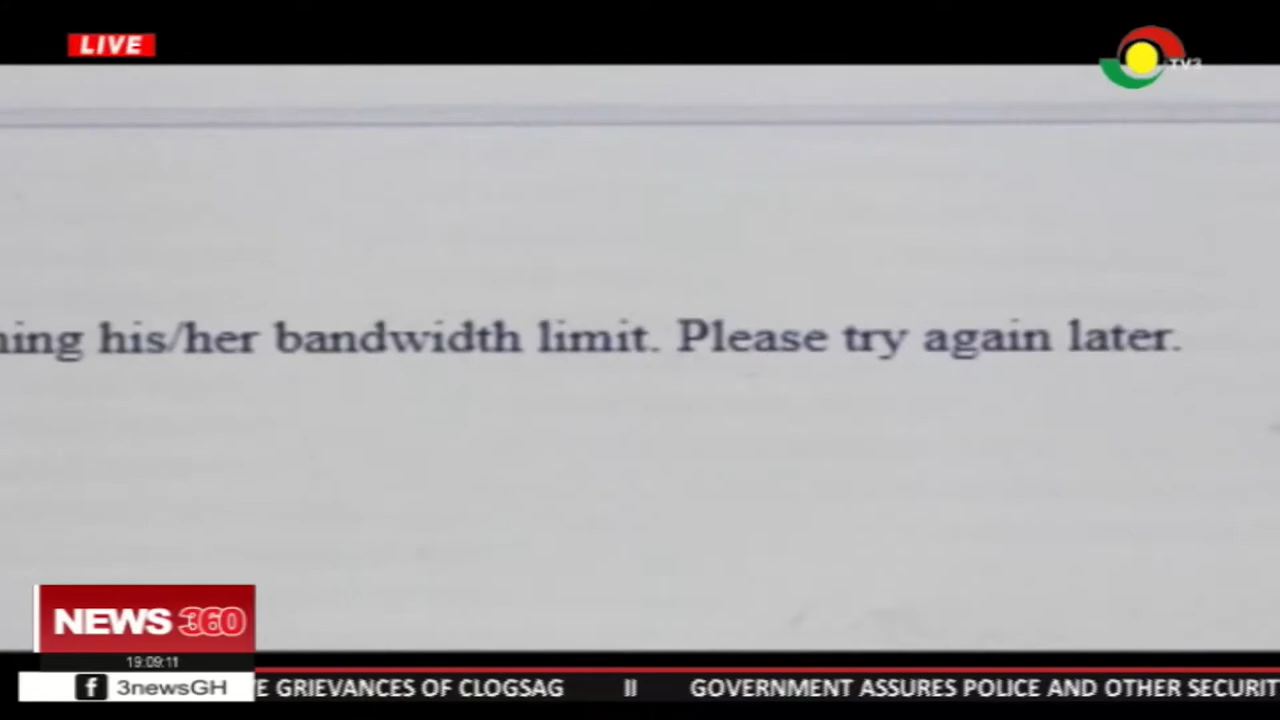 LIVE
TV3
his/her bandwidth limit. Please try again later.
NEWS 360
19:09:11
f 3newsGH
E GRIEVANCES OF CLOGSAG II GOVERNMENT ASSURES POLICE AND OTHER SECURIT